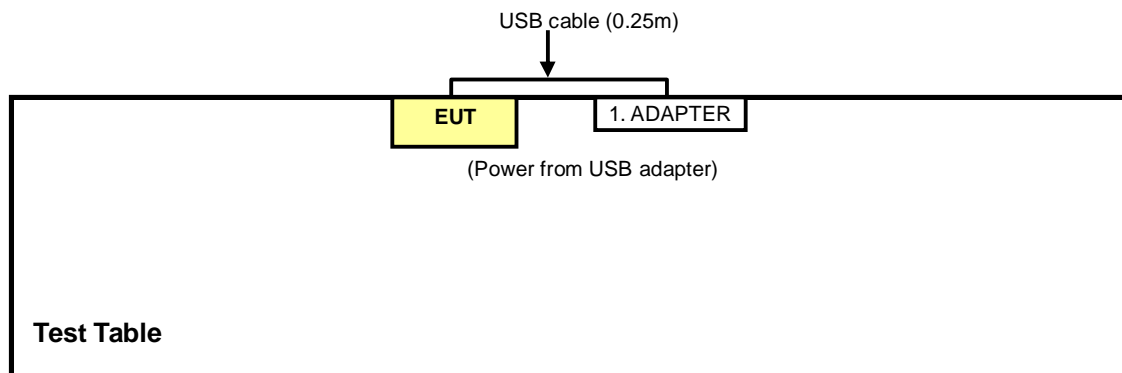 USB cable (0.25m)
EUT
1. ADAPTER
(Power from USB adapter)
Test Table